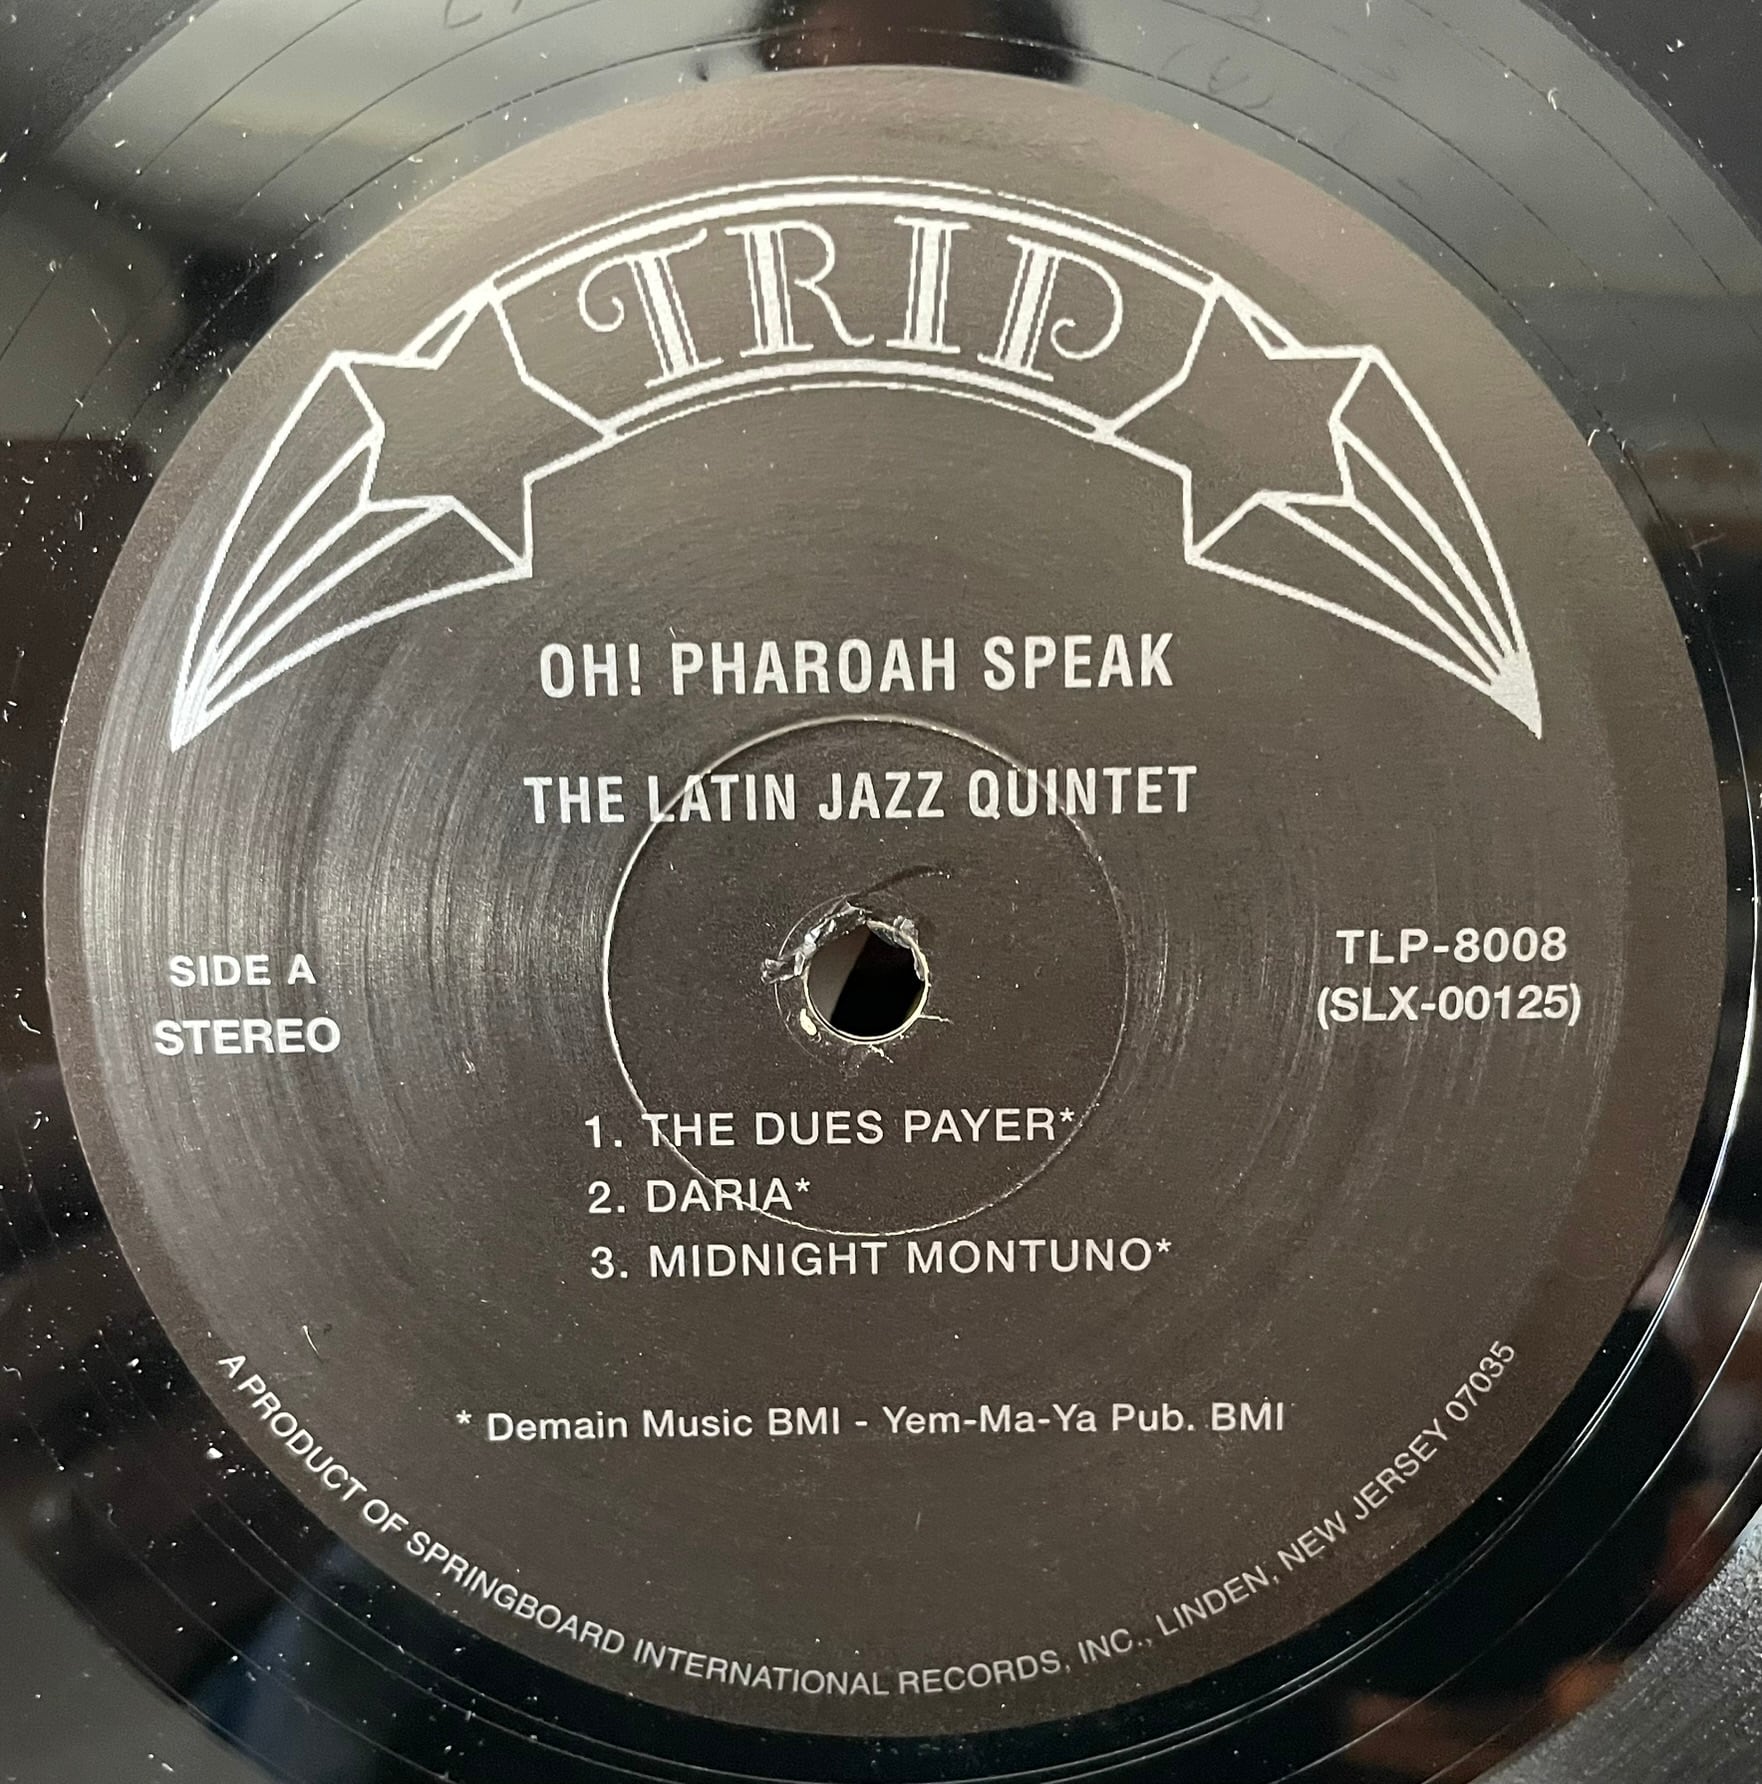 TRIP
OH! PHAROAH SPEAK
THE LATIN JAZZ QUINTET
SIDE A
STEREO
TLP-8008
(SLX-00125)
1. THE DUES PAYER*
2. DARIA*
3. MIDNIGHT MONTUNO*
* Demain Music BMI - Yem-Ma-Ya Pub. BMI
A PRODUCT OF SPRINGBOARD INTERNATIONAL RECORDS, INC., LINDEN, NEW JERSEY 07035